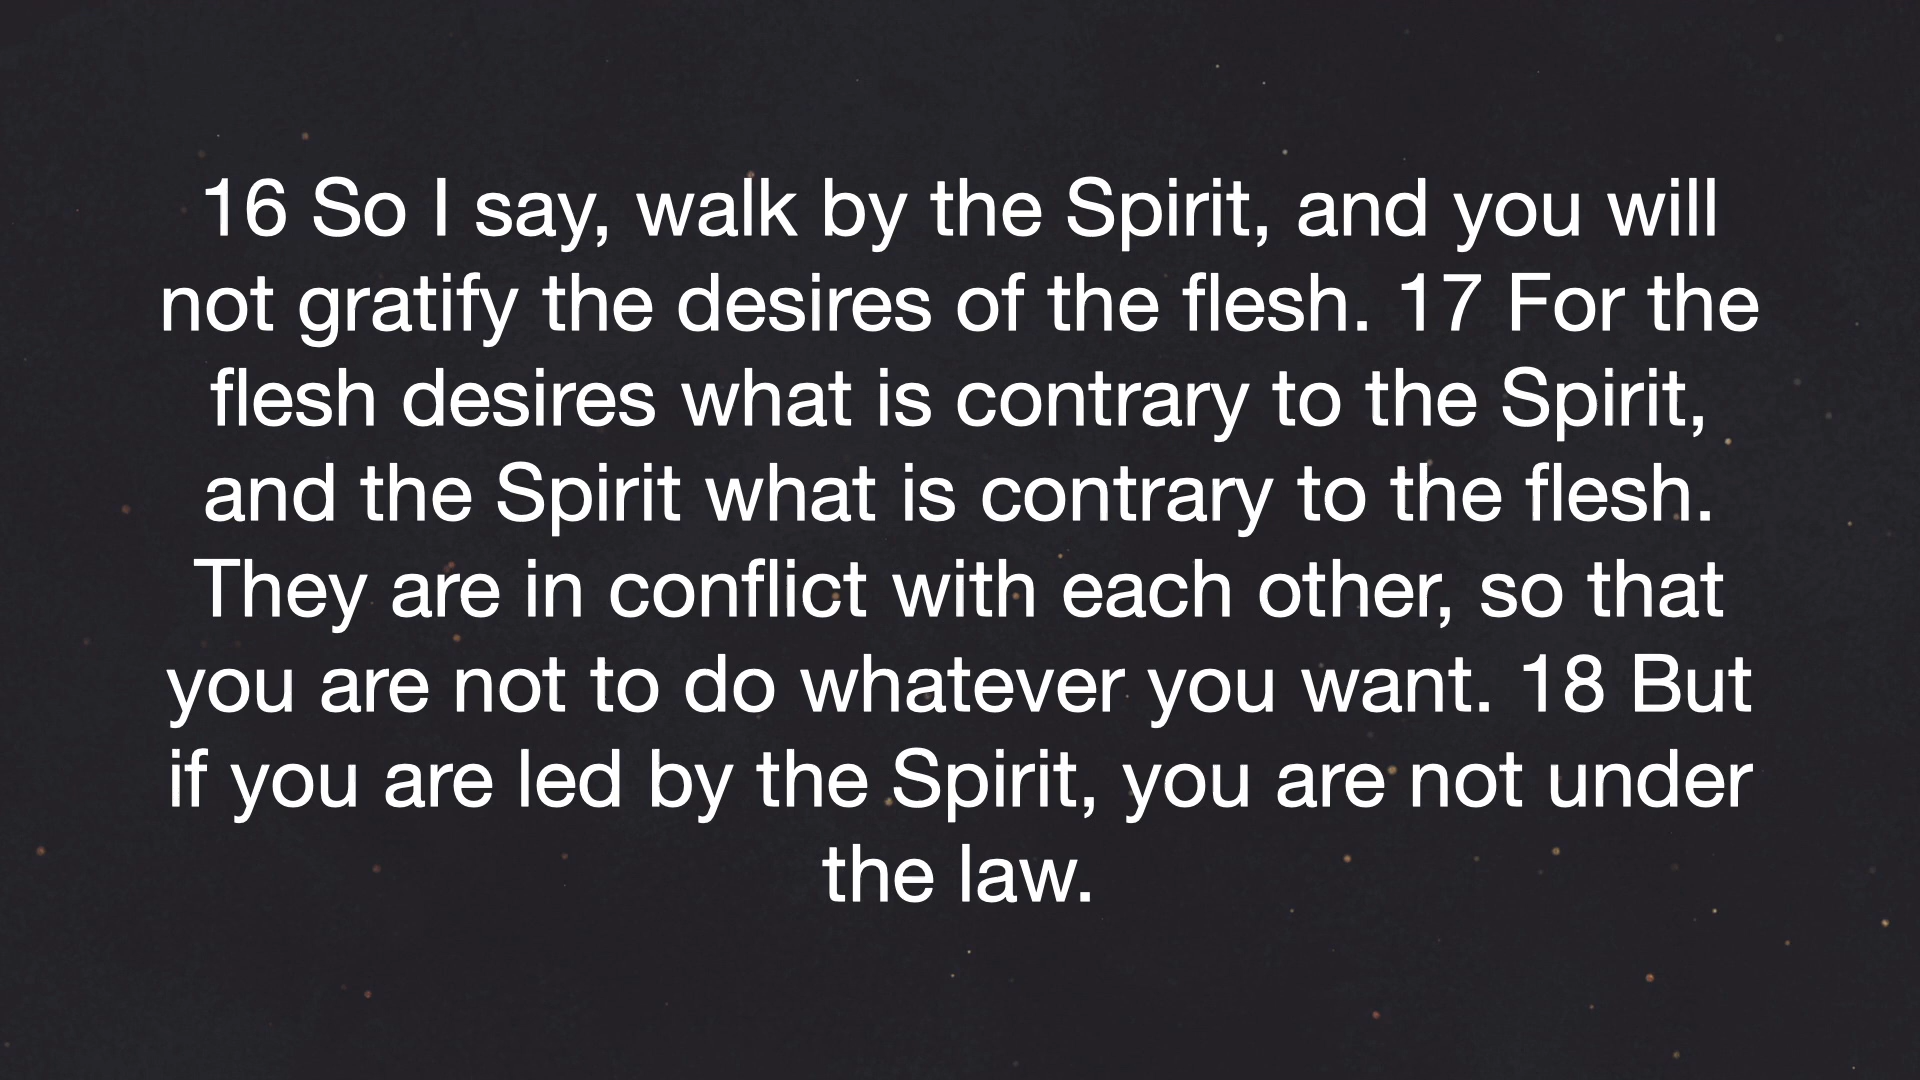 16 So I say, walk by the Spirit, and you will
not gratify the desires of the flesh. 17 For the
flesh desires what is contrary to the Spirit,
and the Spirit what is contrary to the flesh.
They are in conflict with each other, so that
you are not to do whatever you want. 18 But
if you are led by the Spirit, you are not under
the law.